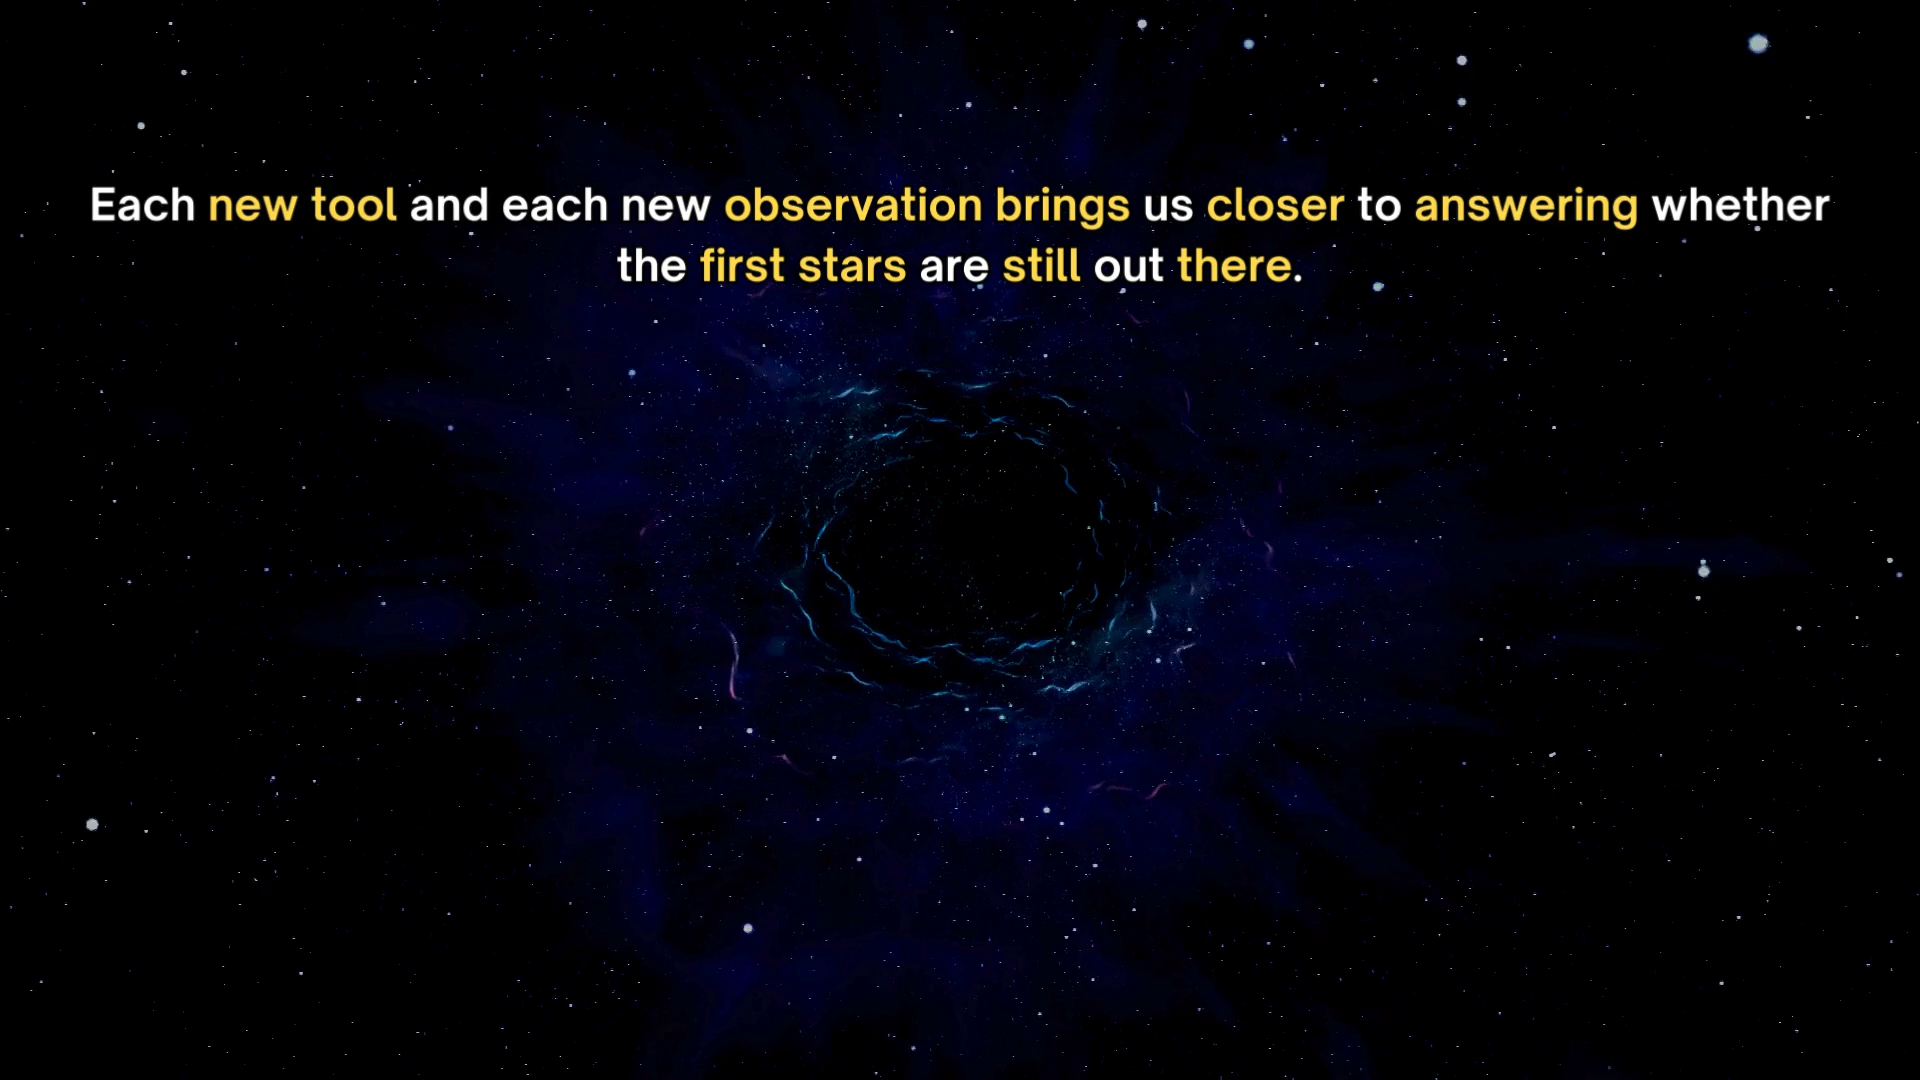 Each new tool and each new observation brings us closer to answering whether
the first stars are still out there.